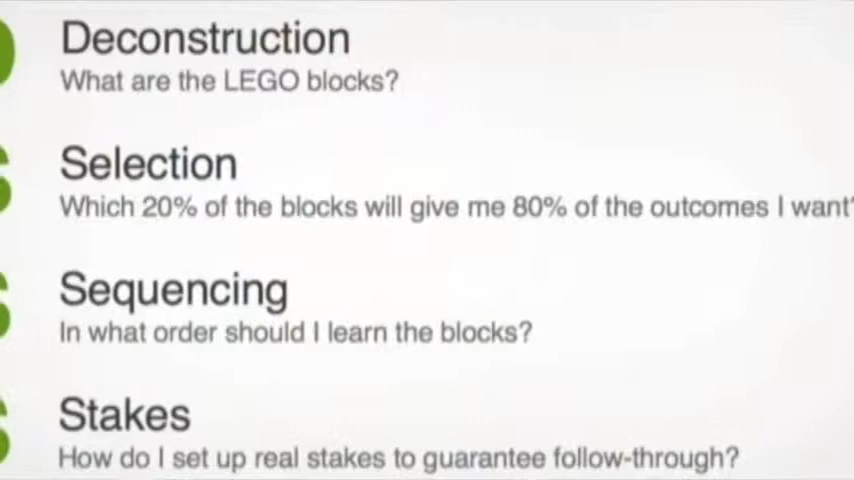 D Deconstruction
What are the LEGO blocks?
S Selection
Which 20% of the blocks will give me 80% of the outcomes I want?
S Sequencing
In what order should I learn the blocks?
S Stakes
How do I set up real stakes to guarantee follow-through?